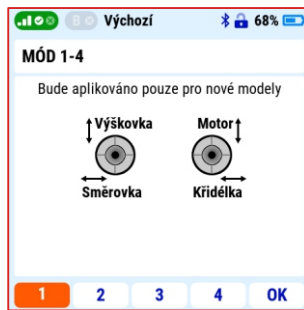 B Výchozí 68%
MÓD 1-4
Bude aplikováno pouze pro nové modely
Výškovka Motor
Směrovka Křidélka
1 2 3 4 OK